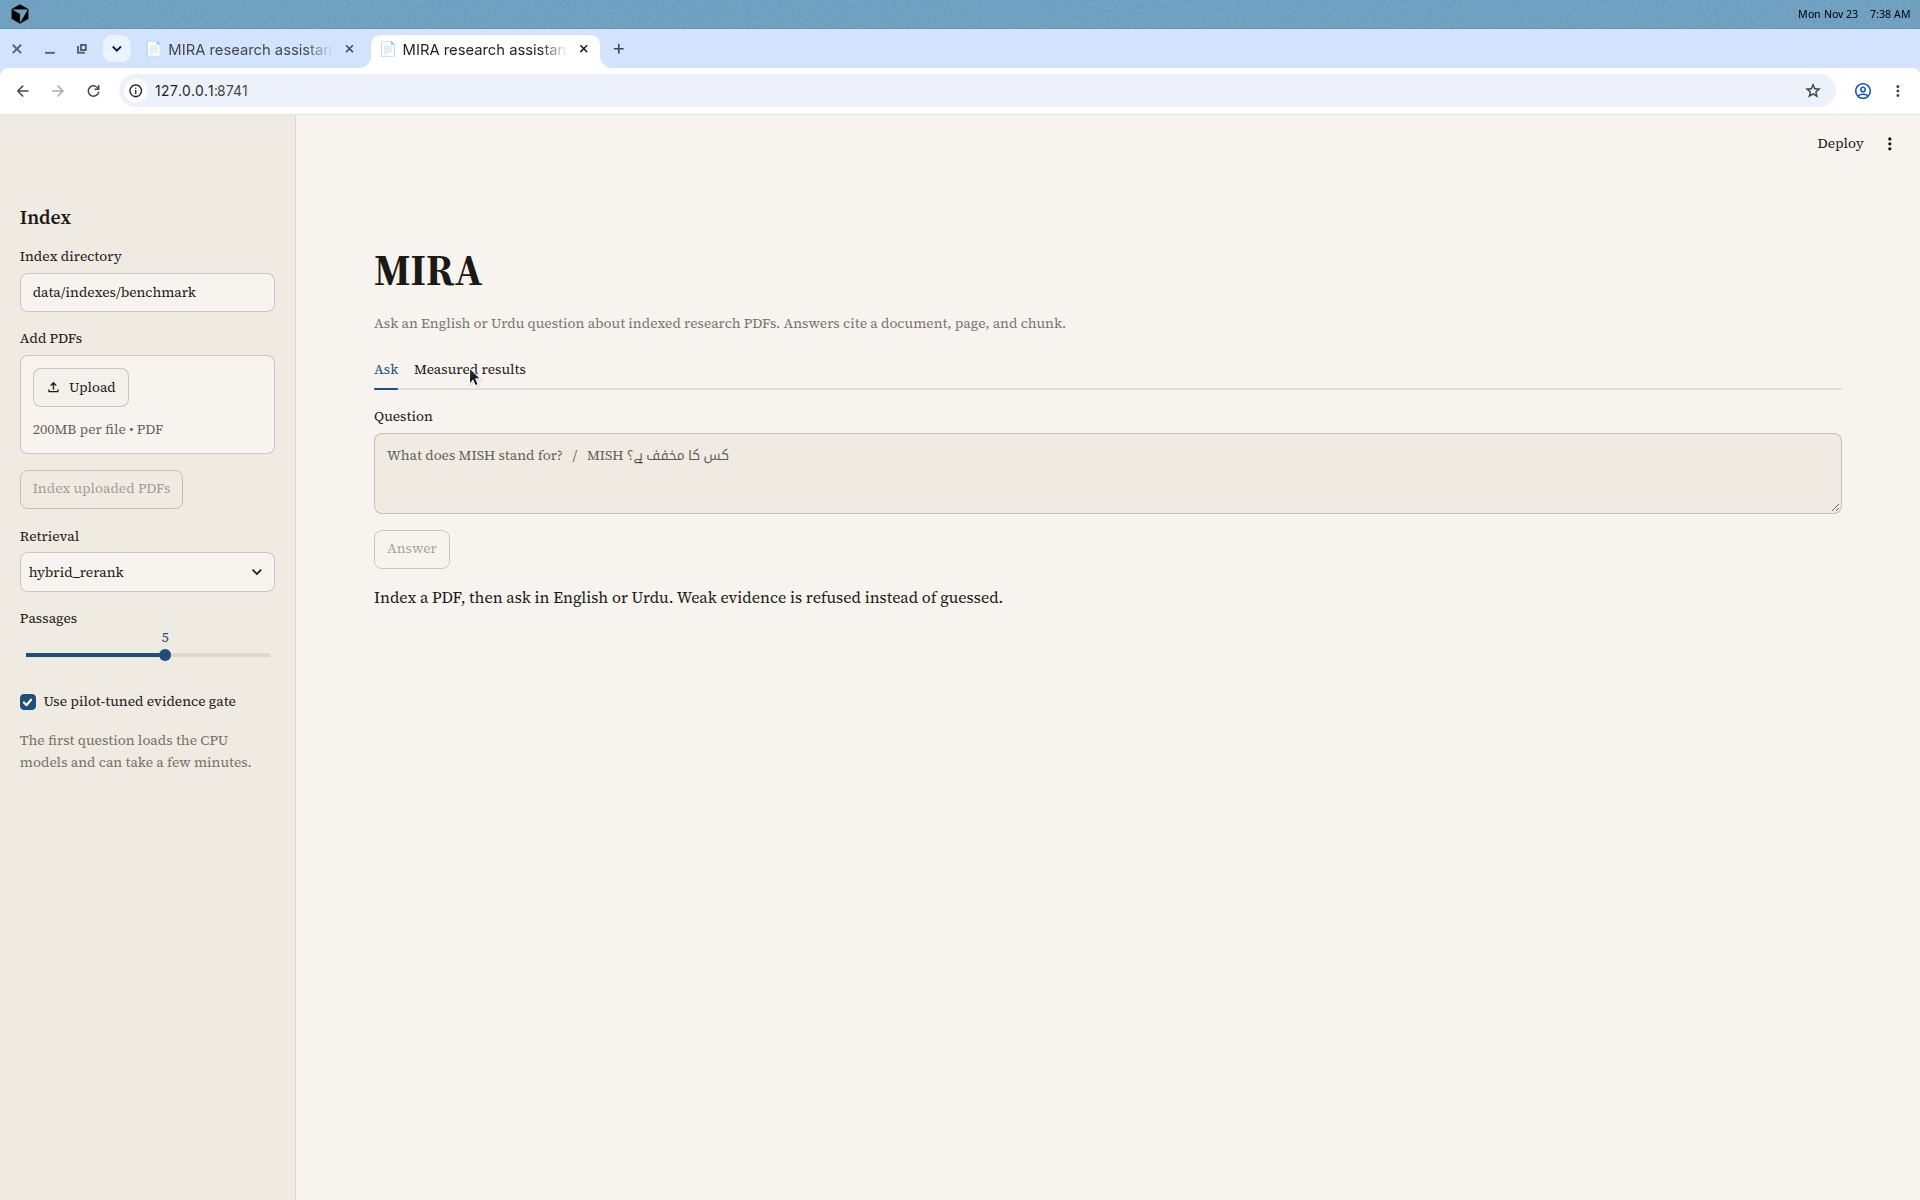 Mon Nov 23 7:38 AM
MIRA research assistan
MIRA research assistan
127.0.0.1:8741
Deploy
Index
Index directory
data/indexes/benchmark
Add PDFs
Upload
200MB per file • PDF
Index uploaded PDFs
Retrieval
hybrid_rerank
Passages
5
Use pilot-tuned evidence gate
The first question loads the CPU
models and can take a few minutes.
MIRA
Ask an English or Urdu question about indexed research PDFs. Answers cite a document, page, and chunk.
Ask Measured results
Question
What does MISH stand for? / MISH کس کا مخفف ہے؟
Answer
Index a PDF, then ask in English or Urdu. Weak evidence is refused instead of guessed.